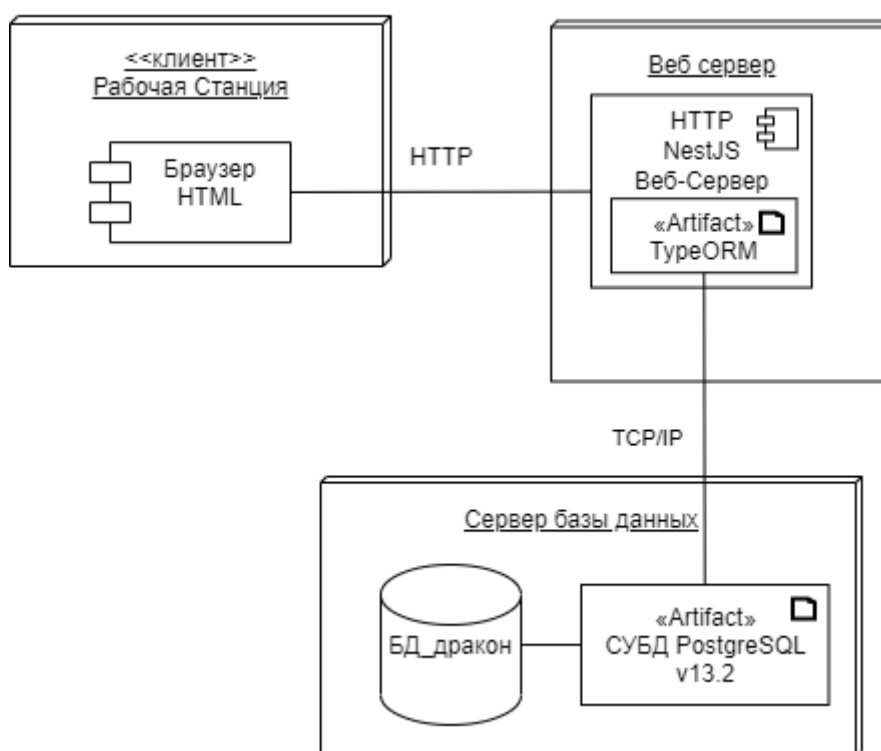 <<клиент>>
Рабочая Станция
Браузер
HTML
HTTP
Веб сервер
HTTP
NestJS
Веб-Сервер
«Artifact»
TypeORM
TCP/IP
Сервер базы данных
БД_дракон
«Artifact»
СУБД PostgreSQL
v13.2